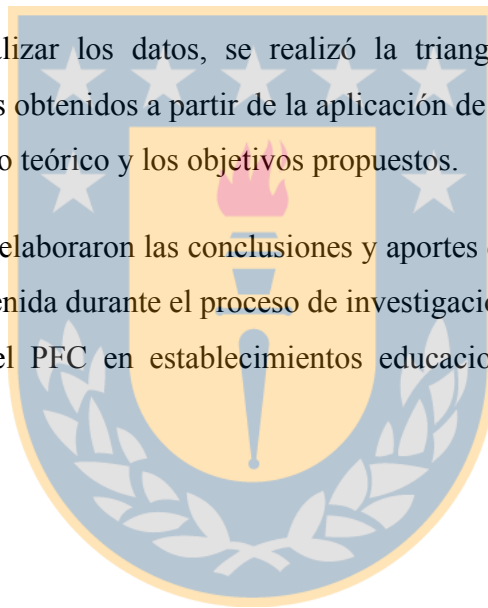 lizar los datos, se realizó la triang
s obtenidos a partir de la aplicación de
o teórico y los objetivos propuestos.
elaboraron las conclusiones y aportes
enida durante el proceso de investigació
el PFC en establecimientos educacio